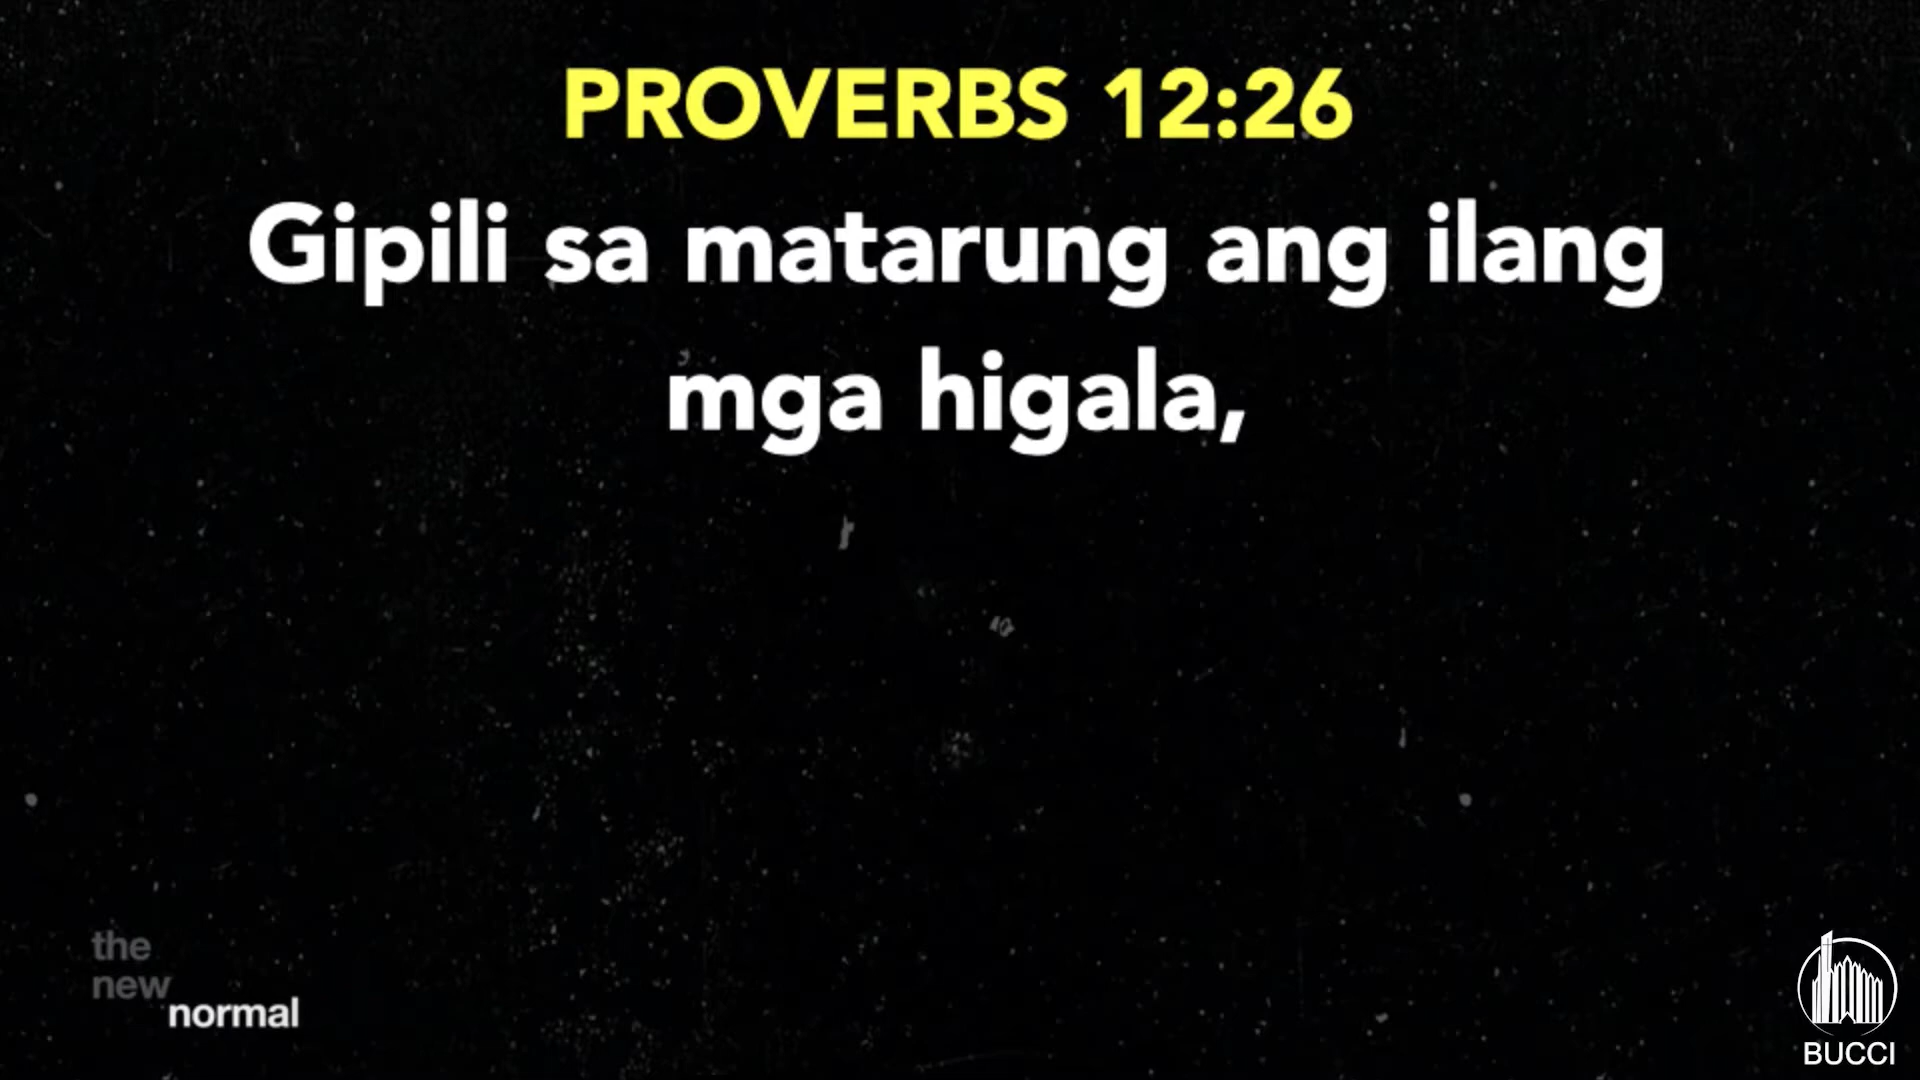 PROVERBS 12:26
Gipili sa matarung ang ilang
mga higala,
the
new
normal
BUCCI